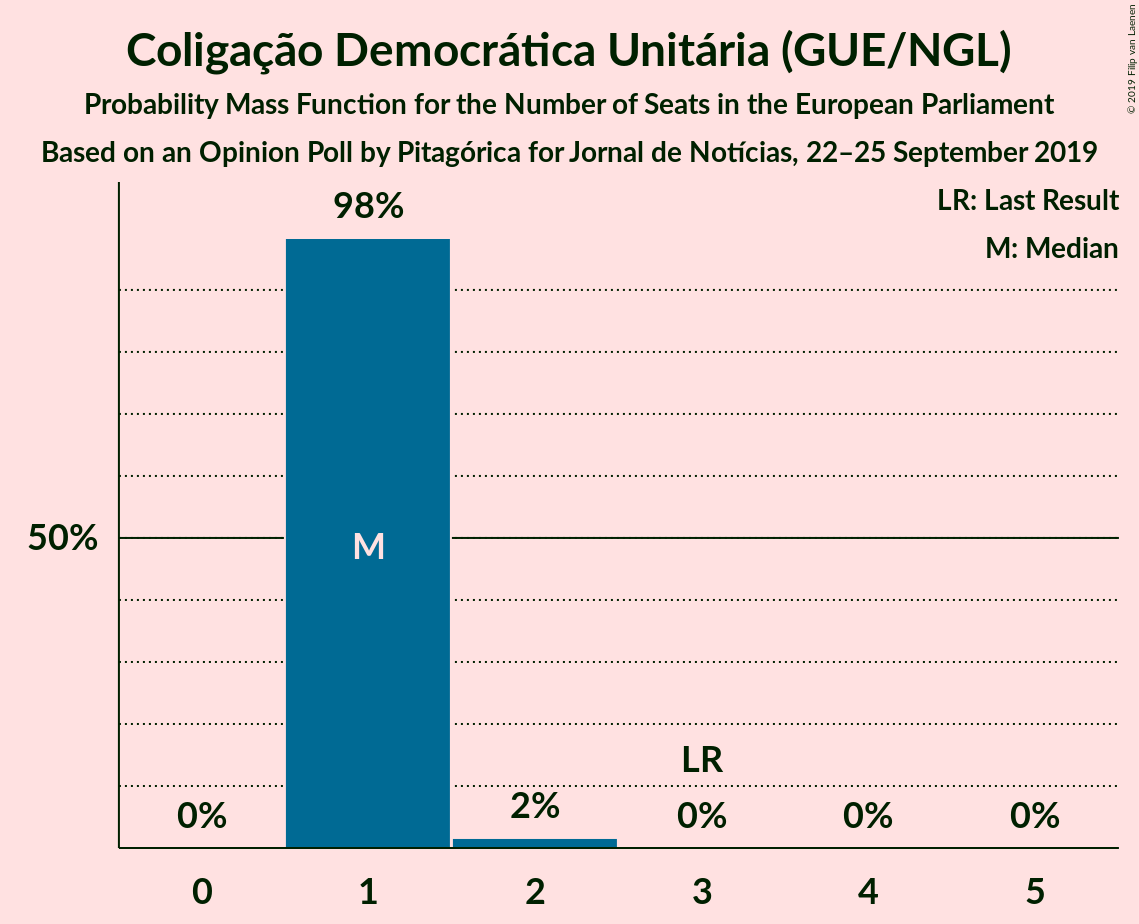 Coligação Democrática Unitária (GUE/NGL)
Probability Mass Function for the Number of Seats in the European Parliament
Based on an Opinion Poll by Pitagórica for Jornal de Notícias, 22–25 September 2019
© 2019 Filip van Laenen
LR: Last Result
M: Median
98%
50%
M
LR
0%
2%
0%
0%
0%
0
1
2
3
4
5